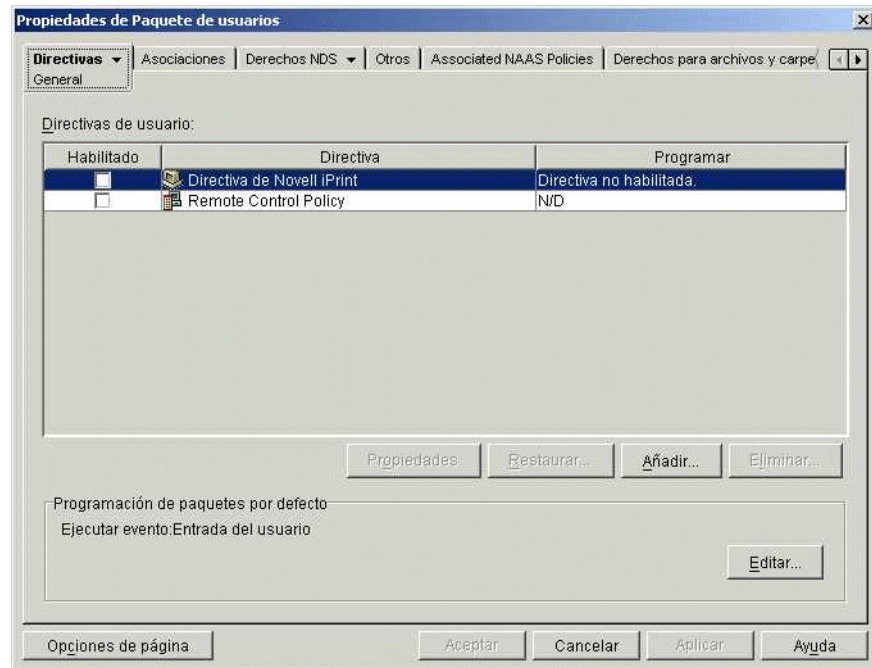 Propiedades de Paquete de usuarios
Directivas Asociaciones Derechos NDS Otros Associated NAAS Policies Derechos para archivos y carpe
General
Directivas de usuario:
Habilitado Directiva Programar
Directiva de Novell iPrint Directiva no habilitada.
Remote Control Policy N/D
Propiedades Restaurar... Añadir... Eliminar...
Programación de paquetes por defecto
Ejecutar evento:Entrada del usuario
Editar...
Opciones de página Aceptar Cancelar Aplicar Ayuda